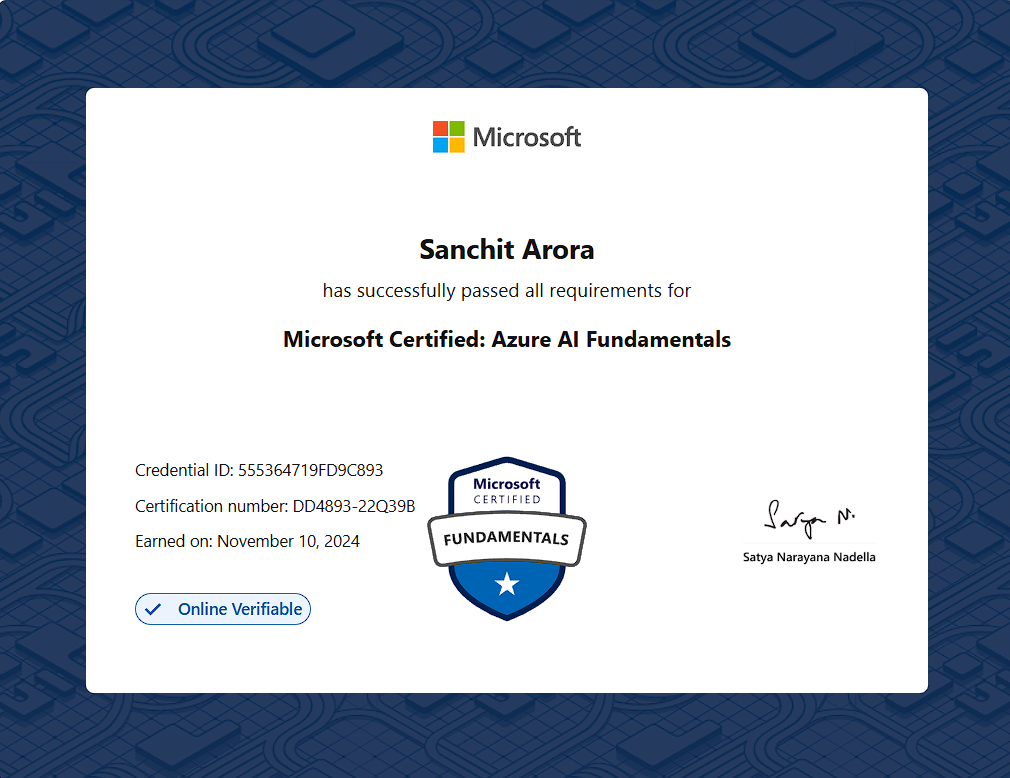 Microsoft
Sanchit Arora
has successfully passed all requirements for
Microsoft Certified: Azure AI Fundamentals
Credential ID: 555364719FD9C893
Certification number: DD4893-22Q39B
Earned on: November 10, 2024
Online Verifiable
Microsoft
CERTIFIED
FUNDAMENTALS
Satya N.
Satya Narayana Nadella